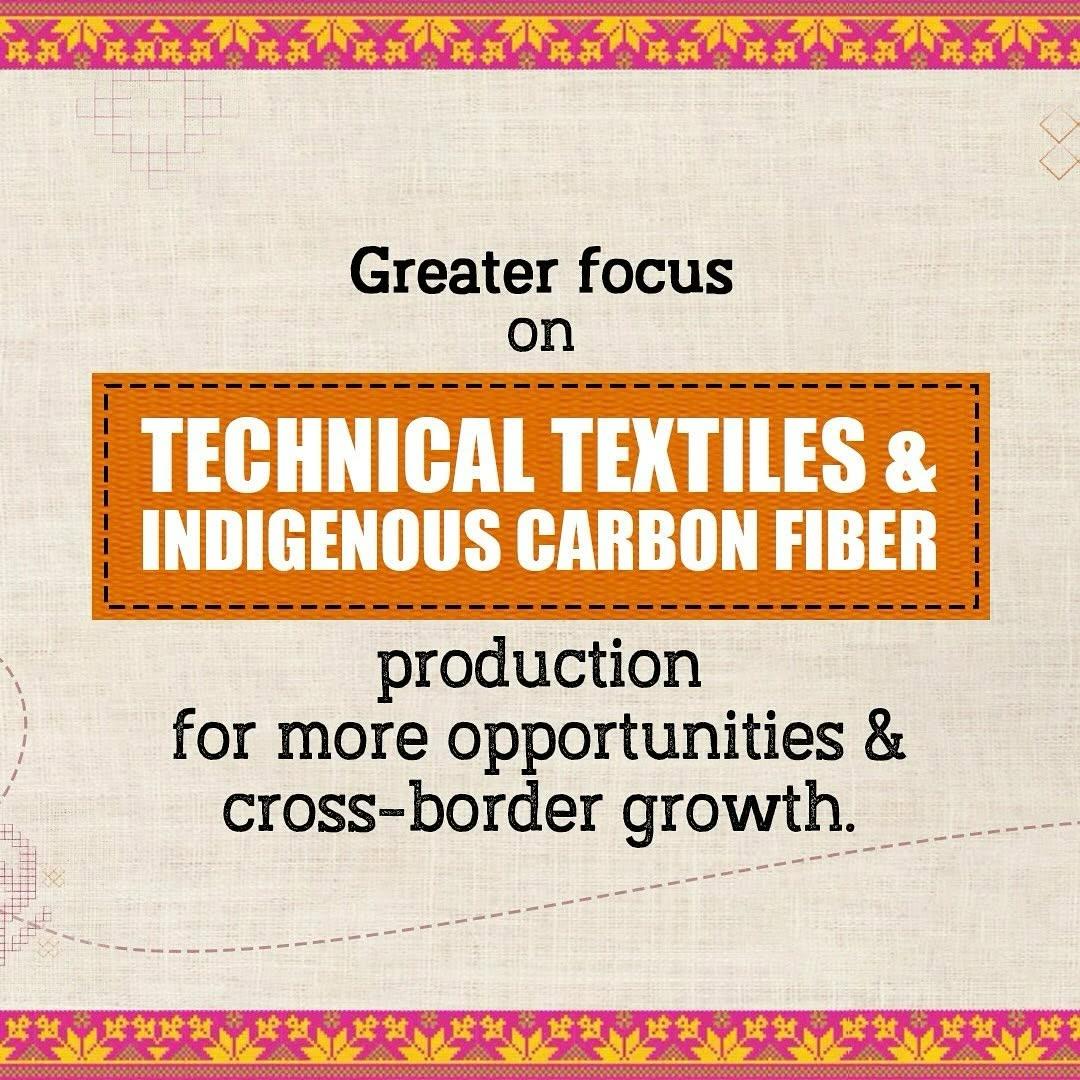 Greater focus
on
TECHNICAL TEXTILES &
INDIGENOUS CARBON FIBER
production
for more opportunities &
cross-border growth.